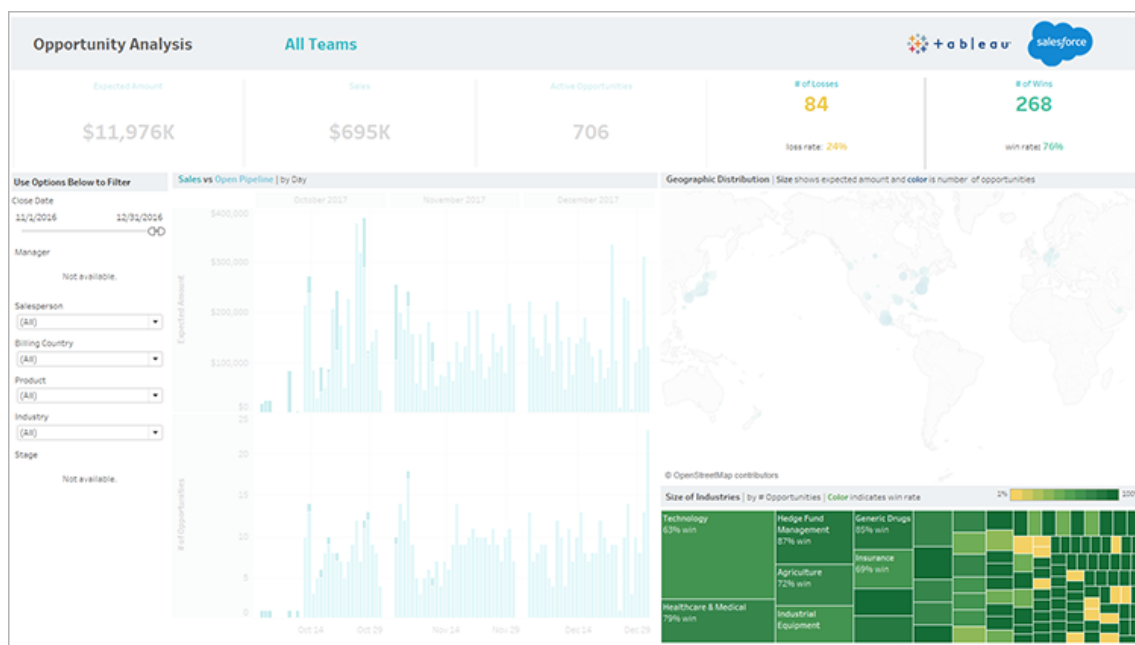 Opportunity Analysis
All Teams
+ a b l e a u
salesforce
Expected Amount
$11,976K
Sales
$695K
Active Opportunities
706
# of Losses
84
loss rate: 24%
# of Wins
268
win rate: 76%
Use Options Below to Filter
Close Date
11/1/2016 12/31/2016
Manager
Not available.
Salesperson
(All)
Billing Country
(All)
Product
(All)
Industry
(All)
Stage
Not available.
Sales vs Open Pipeline | by Day
October 2017 November 2017 December 2017
Expected Amount
$400,000
$300,000
$200,000
$100,000
$0
# of Opportunities
25
20
15
10
5
0
Oct 14 Oct 29 Nov 14 Nov 29 Dec 14 Dec 29
Geographic Distribution | Size shows expected amount and color is number of opportunities
© OpenStreetMap contributors
Size of Industries | by # Opportunities | Color indicates win rate
1% 100%
Technology
63% win
Healthcare & Medical
79% win
Hedge Fund
Management
87% win
Agriculture
72% win
Industrial
Equipment
Generic Drugs
85% win
Insurance
69% win